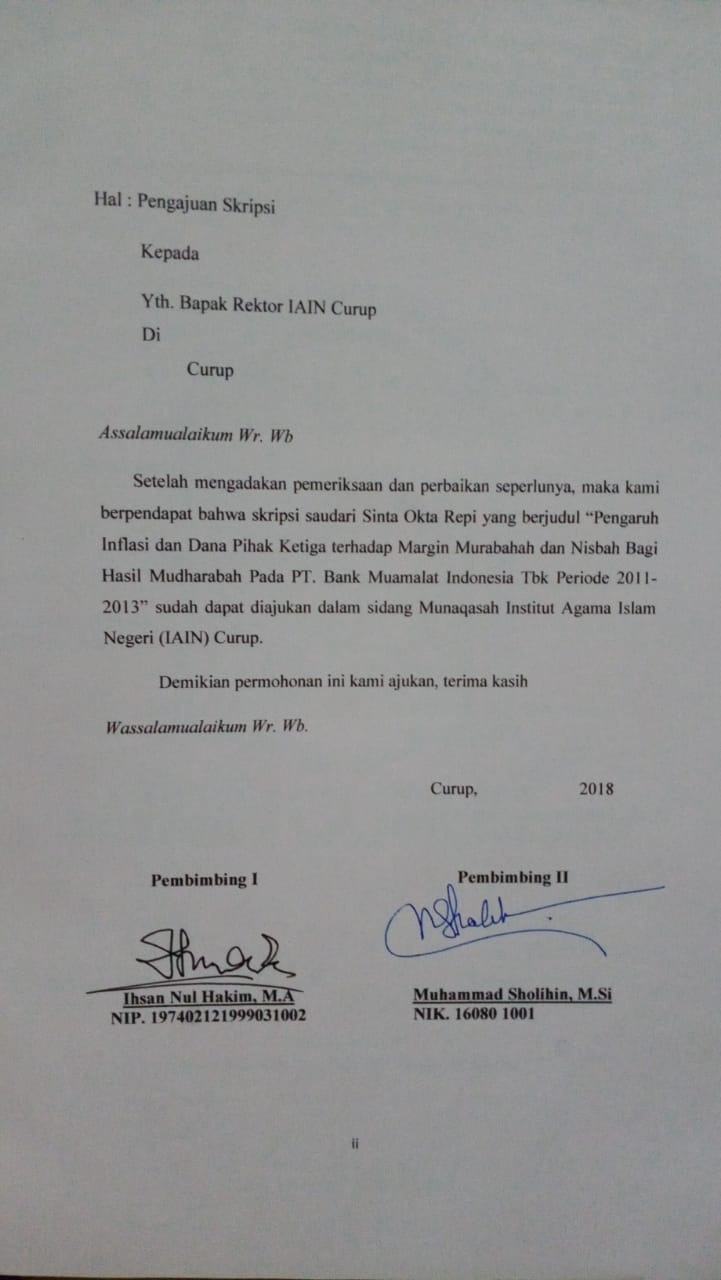 Hal : Pengajuan Skripsi
Kepada
Yth. Bapak Rektor IAIN Curup
Di
Curup
Assalamualaikum Wr. Wb
Setelah mengadakan pemeriksaan dan perbaikan seperlunya, maka kami
berpendapat bahwa skripsi saudari Sinta Okta Repi yang berjudul “Pengaruh
Inflasi dan Dana Pihak Ketiga terhadap Margin Murabahah dan Nisbah Bagi
Hasil Mudharabah Pada PT. Bank Muamalat Indonesia Tbk Periode 2011-
2013” sudah dapat diajukan dalam sidang Munaqasah Institut Agama Islam
Negeri (IAIN) Curup.
Demikian permohonan ini kami ajukan, terima kasih
Wassalamualaikum Wr. Wb.
Curup, 2018
Pembimbing I Pembimbing II
Ihsan Nul Hakim, M.A Muhammad Sholihin, M.Si
NIP. 197402121999031002 NIK. 16080 1001
ii